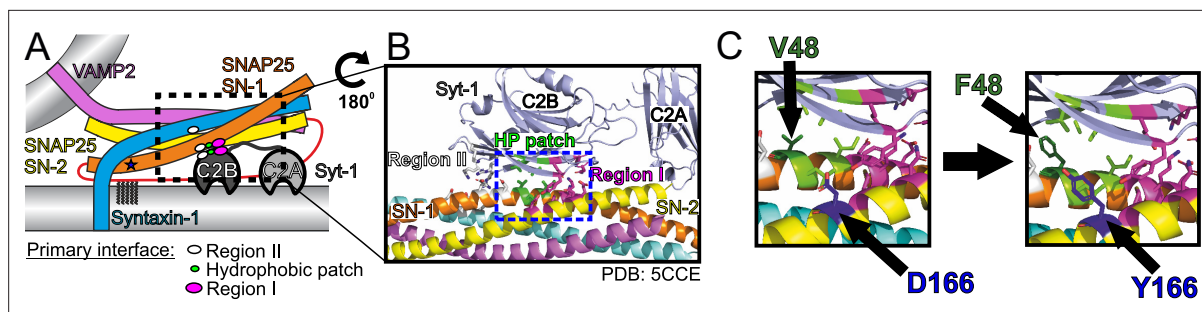 A
VAMP2
SNAP25
SN-1
180⁰
SNAP25
SN-2
C2B
C2A
Syt-1
Syntaxin-1
Primary interface:
Region II
Hydrophobic patch
Region I
B
Syt-1
C2B
C2A
HP patch
Region II
Region I
SN-1
SN-2
PDB: 5CCE
C
V48
F48
D166
Y166